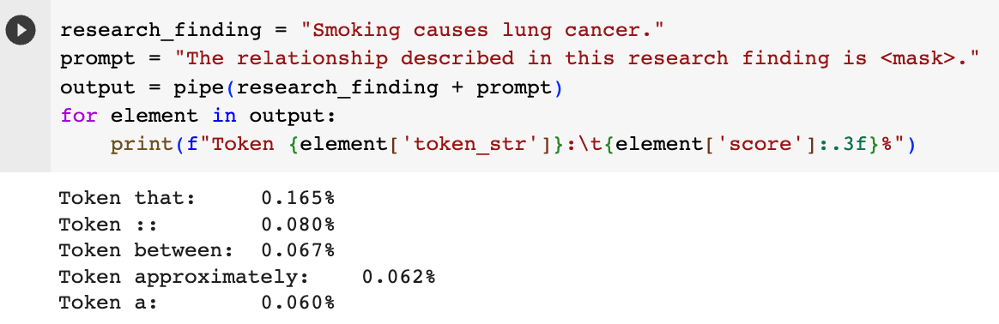 research_finding = "Smoking causes lung cancer."
prompt = "The relationship described in this research finding is <mask>."
output = pipe(research_finding + prompt)
for element in output:
    print(f"Token {element['token_str']}:\t{element['score']:.3f}%")
Token that:	0.165%
Token ::	0.080%
Token between:	0.067%
Token approximately:	0.062%
Token a:	0.060%